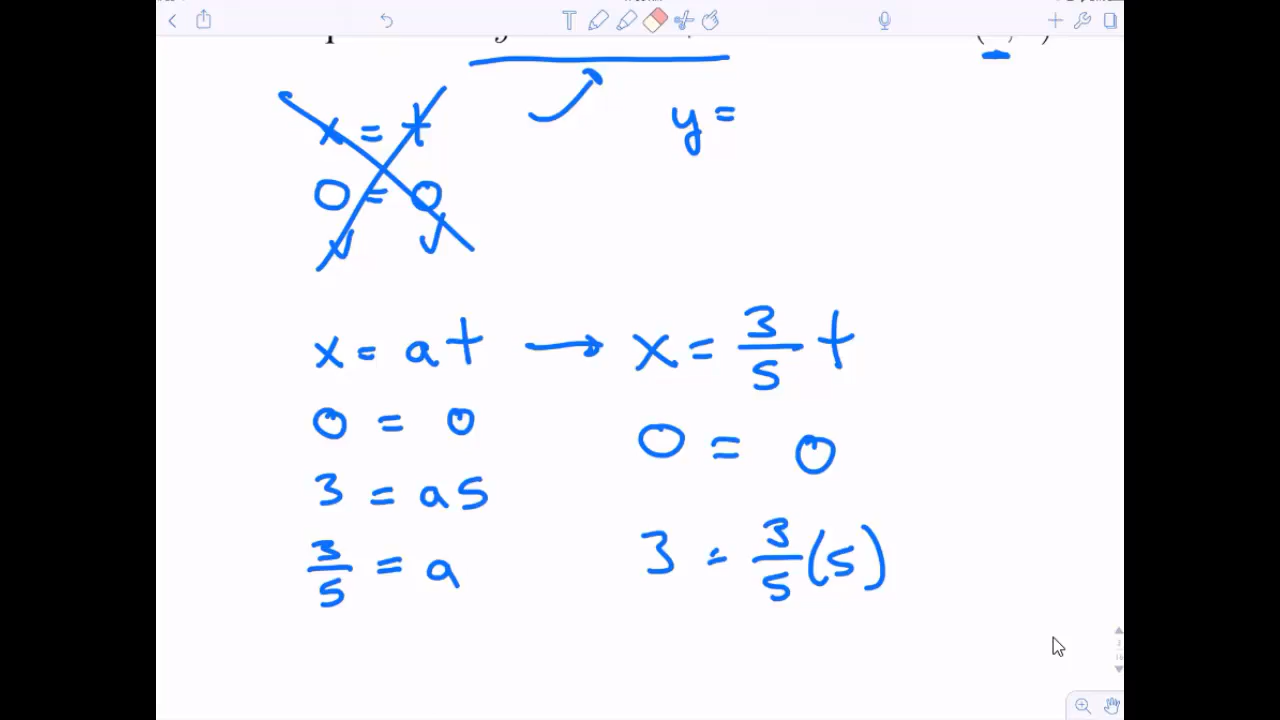 y =
x = t
0 = 0
x = at → x = 3/5 t
0 = 0
0 = 0
3 = a5
3 = 3/5 (5)
3/5 = a